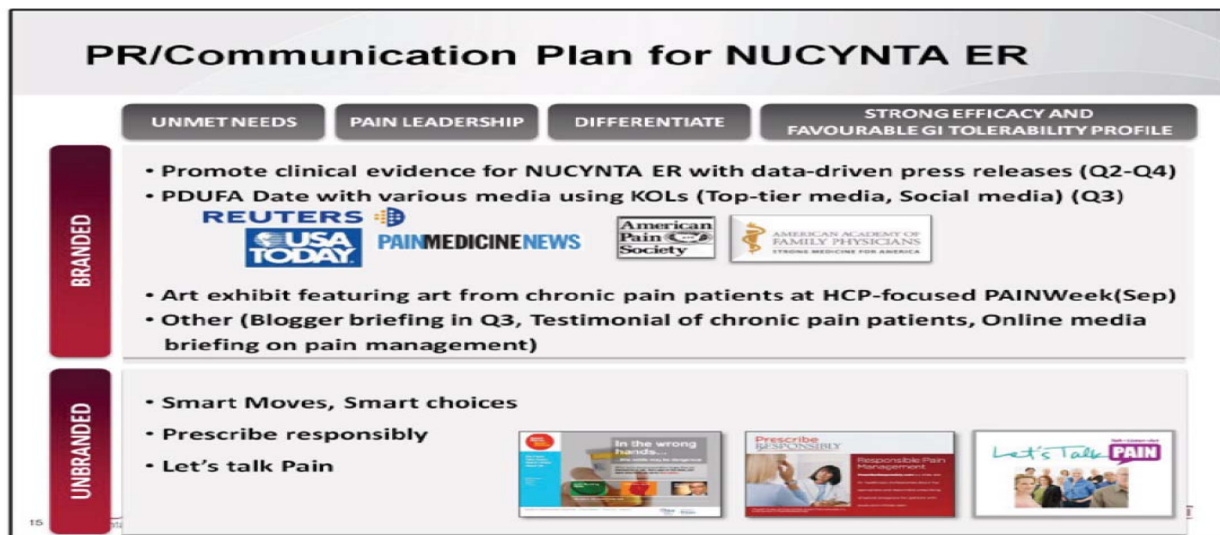 PR/Communication Plan for NUCYNTA ER
UNMET NEEDS
PAIN LEADERSHIP
DIFFERENTIATE
STRONG EFFICACY AND
FAVOURABLE GI TOLERABILITY PROFILE
BRANDED
• Promote clinical evidence for NUCYNTA ER with data-driven press releases (Q2-Q4)
• PDUFA Date with various media using KOLs (Top-tier media, Social media) (Q3)
REUTERS
USA
TODAY
PAINMEDICINENEWS
American
Pain
Society
AMERICAN ACADEMY OF
FAMILY PHYSICIANS
STRONG MEDICINE FOR AMERICA
• Art exhibit featuring art from chronic pain patients at HCP-focused PAINWeek(Sep)
• Other (Blogger briefing in Q3, Testimonial of chronic pain patients, Online media
briefing on pain management)
UNBRANDED
• Smart Moves, Smart choices
• Prescribe responsibly
• Let's talk Pain
In the wrong
hands...
Prescribe
RESPONSIBLY
Responsible Pain
Management
Let's Talk PAIN
15